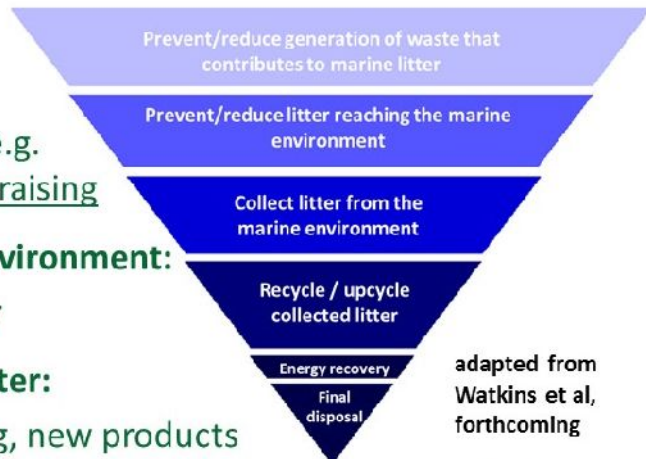 Prevent/reduce generation of waste that
contributes to marine litter
Prevent/reduce litter reaching the marine
environment
e.g.
raising
Collect litter from the
marine environment
vironment:
Recycle / upcycle
collected litter
ter:
g, new products
Energy recovery
Final
disposal
adapted from
Watkins et al,
forthcoming